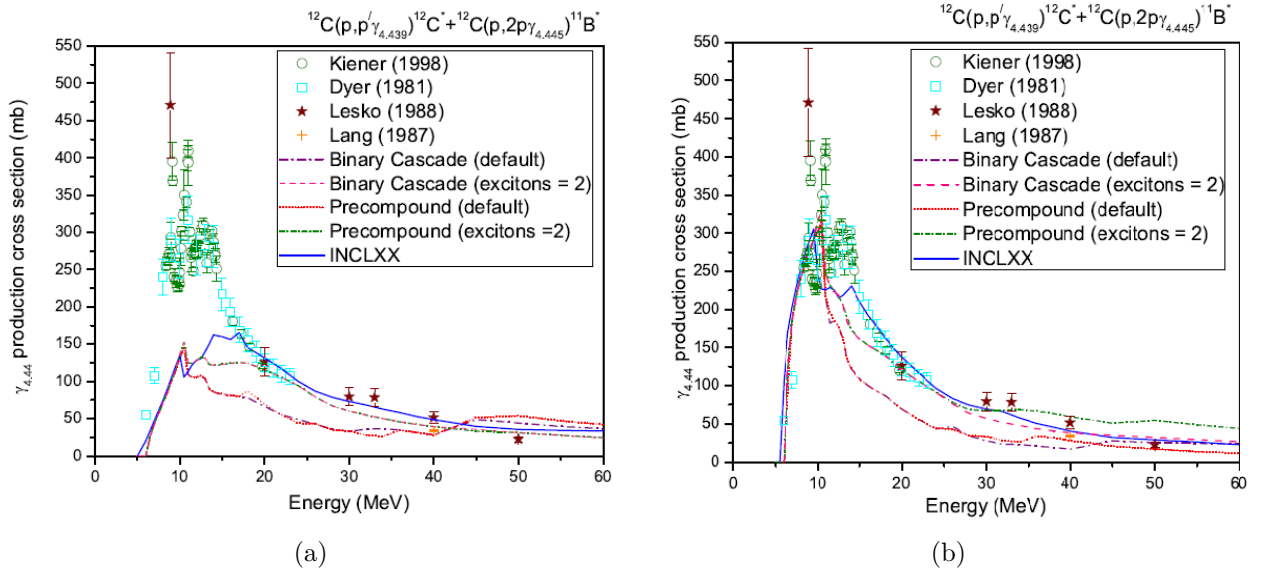 ¹²C(p,p′γ₄.₄₃₉)¹²C*+¹²C(p,2pγ₄.₄₄₅)¹¹B*
550
500
450
400
350
300
250
200
150
100
50
0
γ₄.₄₄ production cross section (mb)
Kiener (1998)
Dyer (1981)
Lesko (1988)
Lang (1987)
Binary Cascade (default)
Binary Cascade (excitons = 2)
Precompound (default)
Precompound (excitons =2)
INCLXX
0 10 20 30 40 50 60
Energy (MeV)
(a)
¹²C(p,p′γ₄.₄₃₉)¹²C*+¹²C(p,2pγ₄.₄₄₅)⁻¹B*
550
500
450
400
350
300
250
200
150
100
50
0
γ₄.₄₄ production cross section (mb)
Kiener (1998)
Dyer (1981)
Lesko (1988)
Lang (1987)
Binary Cascade (default)
Binary Cascade (excitons = 2)
Precompound (default)
Precompound (excitons = 2)
INCLXX
0 10 20 30 40 50 60
Energy (MeV)
(b)